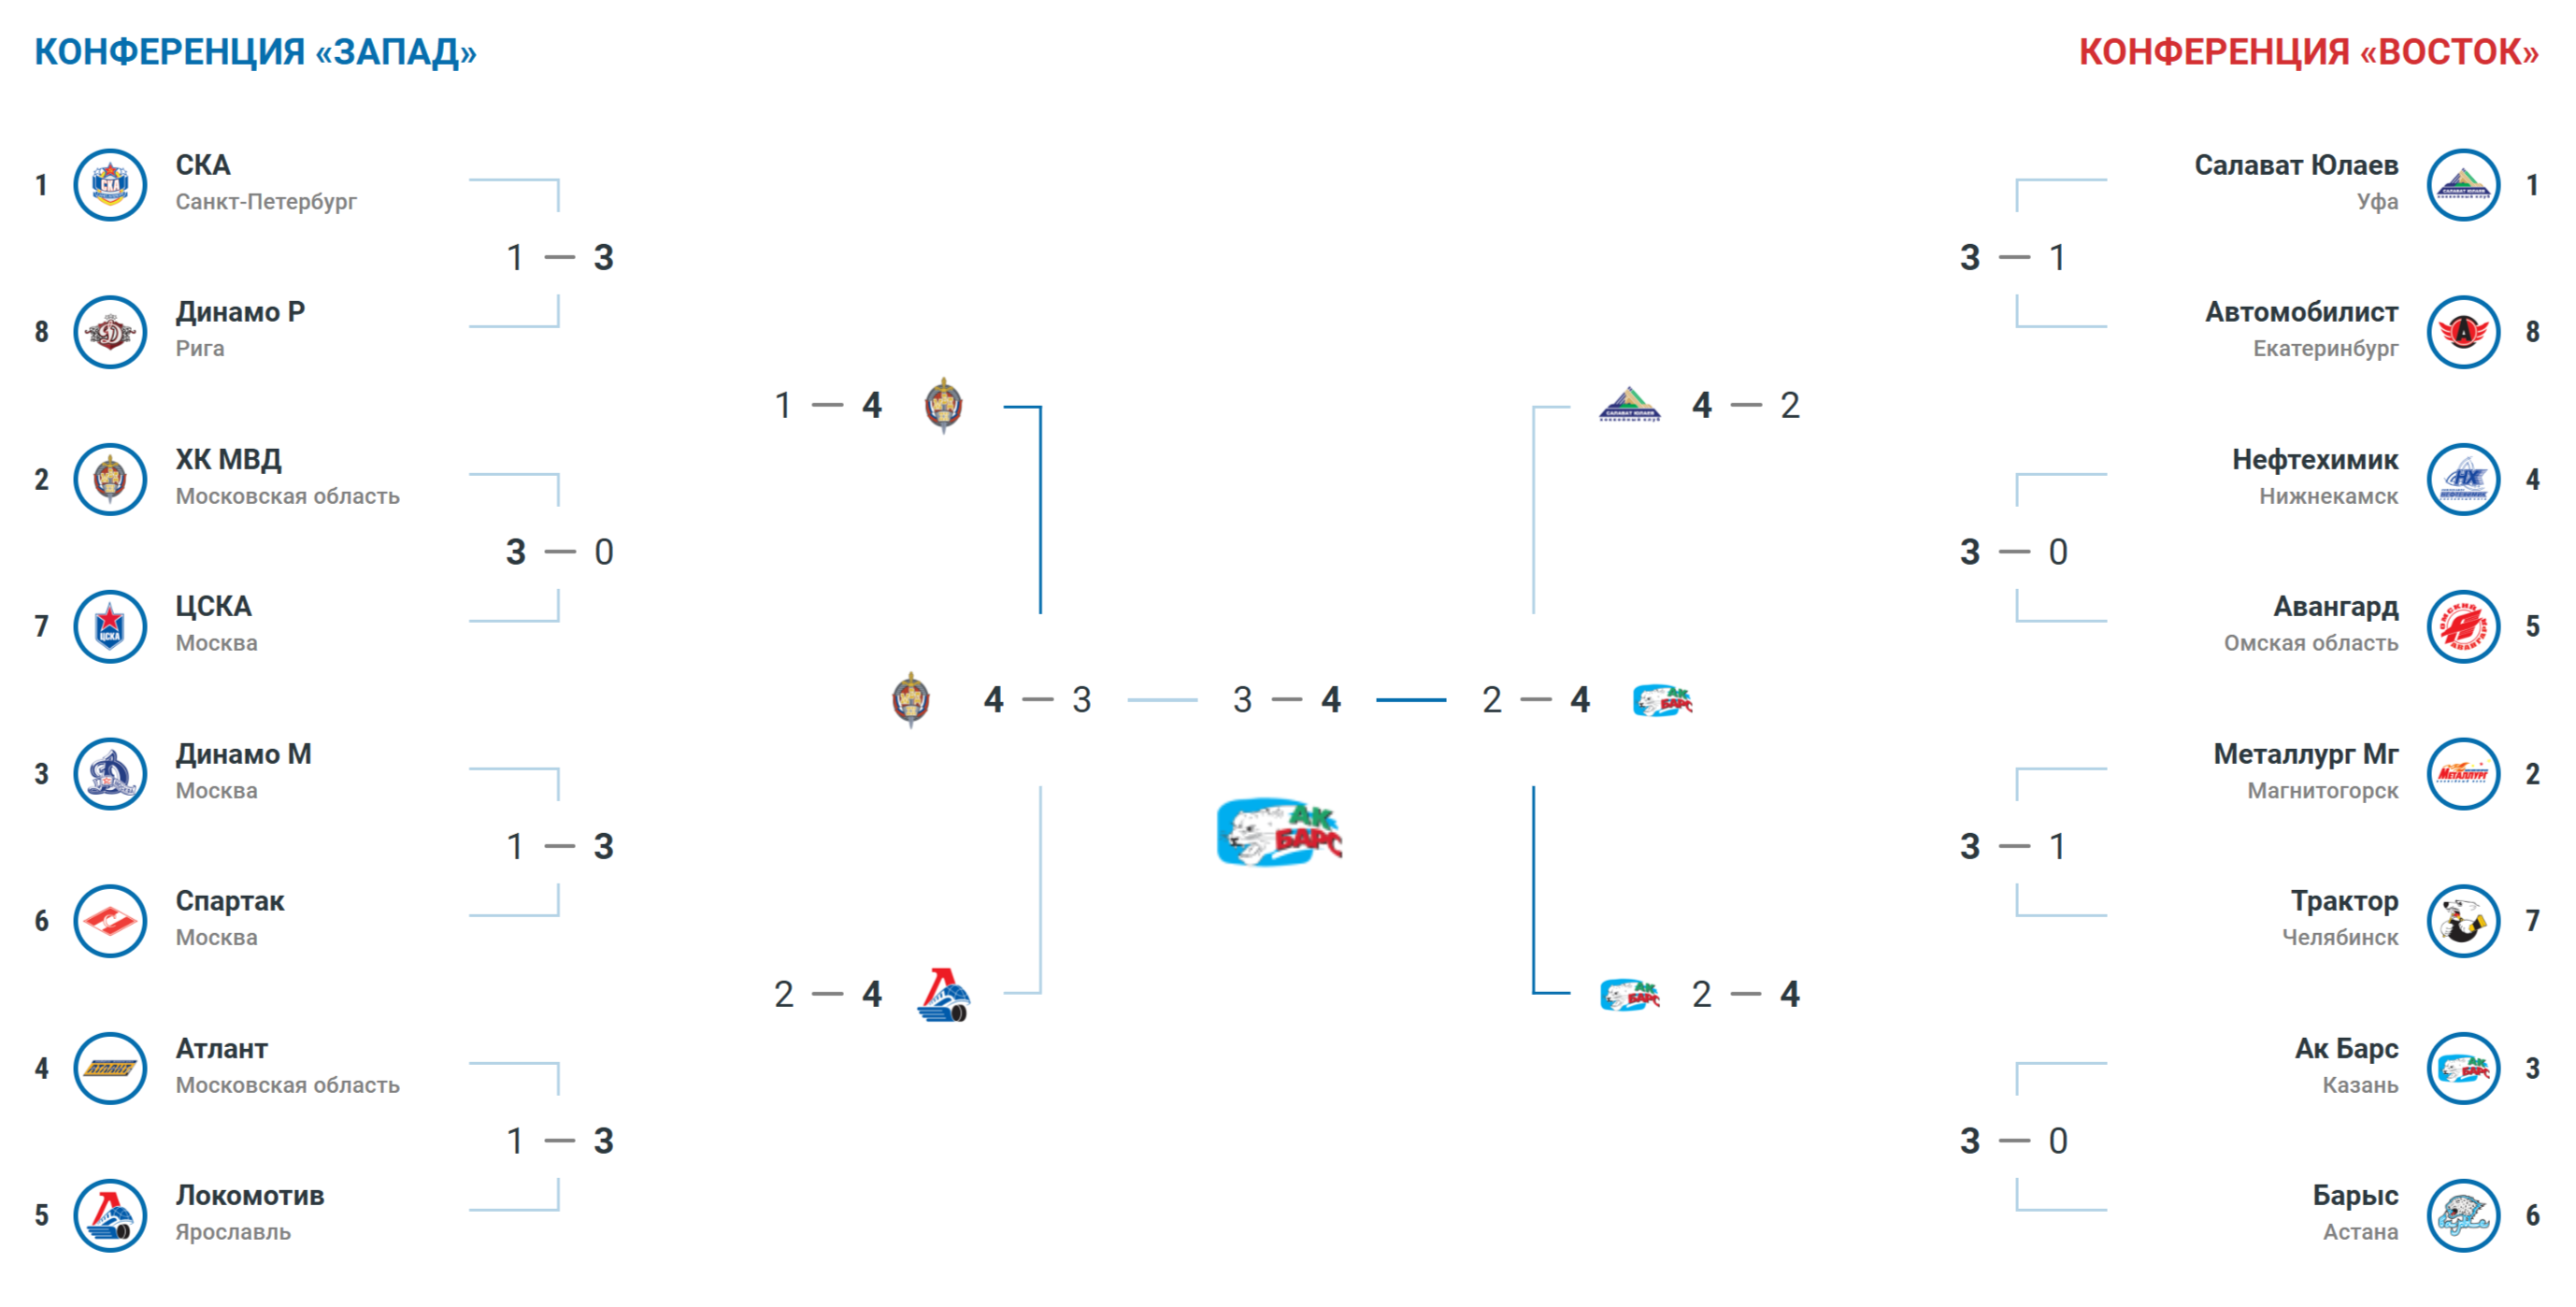 КОНФЕРЕНЦИЯ «ЗАПАД»
КОНФЕРЕНЦИЯ «ВОСТОК»
1
СКА
Санкт-Петербург
1 — 3
8
Динамо Р
Рига
1 — 4
2
ХК МВД
Московская область
3 — 0
7
ЦСКА
Москва
4 — 3
3
Динамо М
Москва
1 — 3
6
Спартак
Москва
2 — 4
4
Атлант
Московская область
1 — 3
5
Локомотив
Ярославль
3 — 4
АК
БАРС
Салават Юлаев
Уфа
1
3 — 1
Автомобилист
Екатеринбург
8
4 — 2
Нефтехимик
Нижнекамск
4
3 — 0
Авангард
Омская область
5
2 — 4
Металлург Мг
Магнитогорск
2
3 — 1
Трактор
Челябинск
7
2 — 4
Ак Барс
Казань
3
3 — 0
Барыс
Астана
6